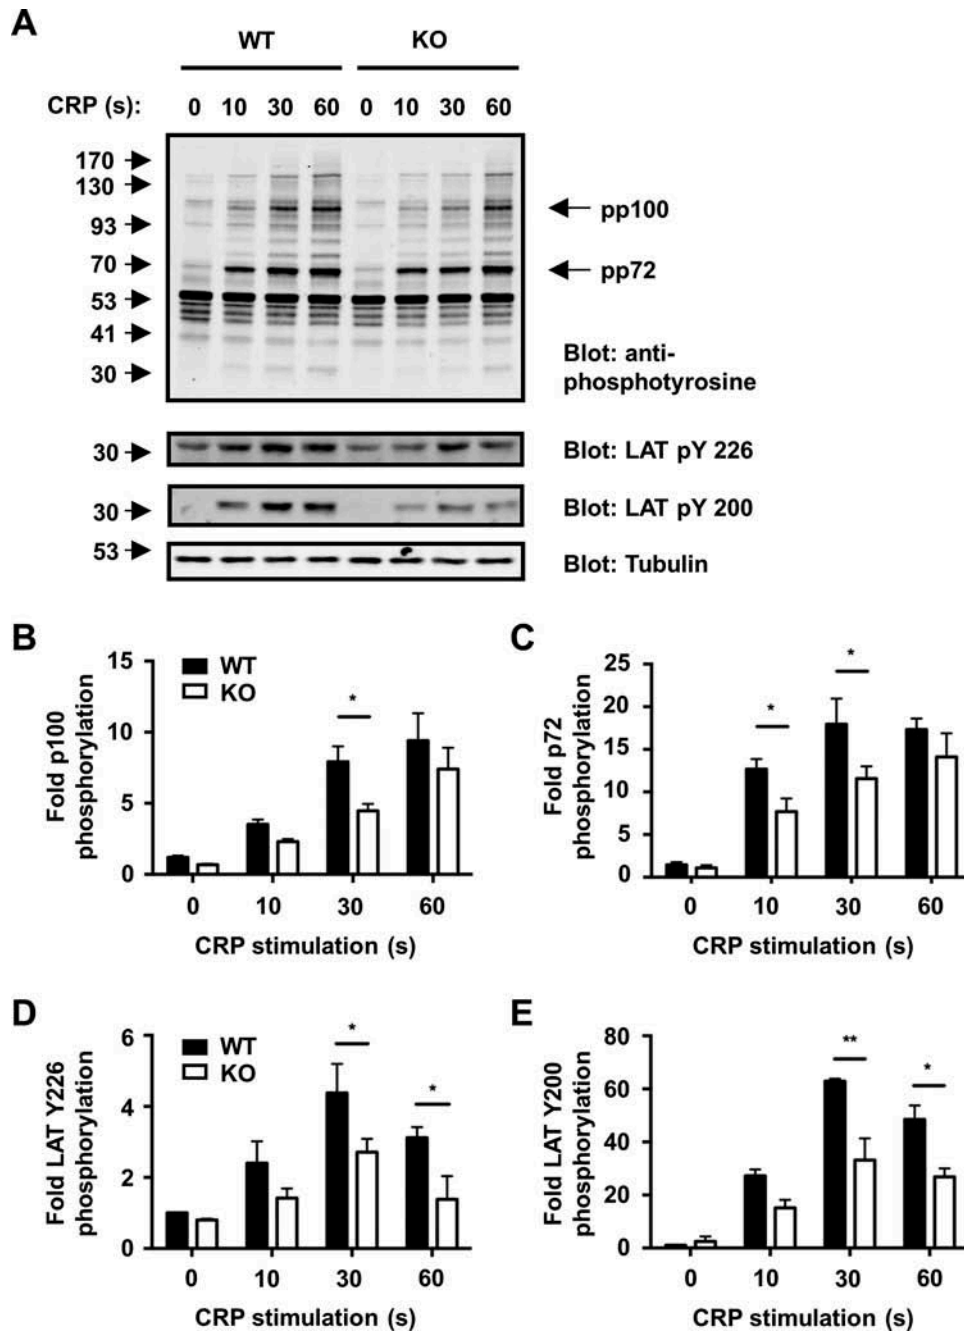 A
WT KO
CRP (s): 0 10 30 60 0 10 30 60
170
130
93
70
53
41
30
pp100
pp72
Blot: anti-
phosphotyrosine
30
Blot: LAT pY 226
30
Blot: LAT pY 200
53
Blot: Tubulin
B
Fold p100
phosphorylation
15
10
5
0
WT
KO
*
0 10 30 60
CRP stimulation (s)
C
Fold p72
phosphorylation
25
20
15
10
5
0
* *
0 10 30 60
CRP stimulation (s)
D
Fold LAT Y226
phosphorylation
6
4
2
0
WT
KO
* *
0 10 30 60
CRP stimulation (s)
E
Fold LAT Y200
phosphorylation
80
60
40
20
0
** *
0 10 30 60
CRP stimulation (s)